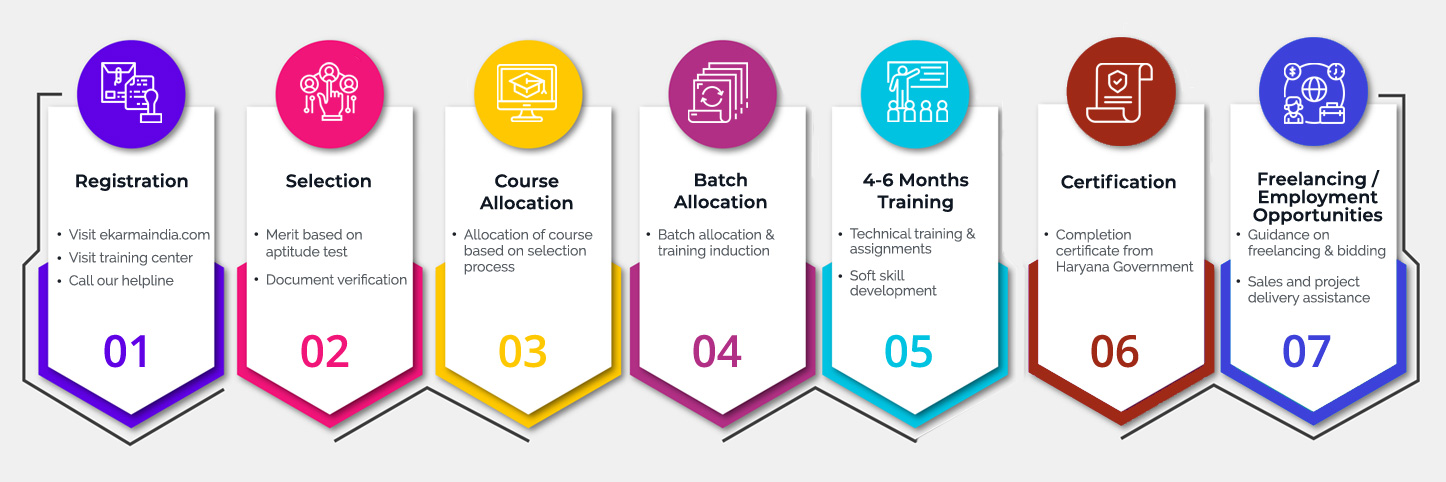 Registration
• Visit ekarmaindia.com
• Visit training center
• Call our helpline
01
Selection
• Merit based on
aptitude test
• Document verification
02
Course
Allocation
• Allocation of course
based on selection
process
03
Batch
Allocation
• Batch allocation &
training induction
04
4-6 Months
Training
• Technical training &
assignments
• Soft skill
development
05
Certification
• Completion
certificate from
Haryana Government
06
Freelancing /
Employment
Opportunities
• Guidance on
freelancing & bidding
• Sales and project
delivery assistance
07